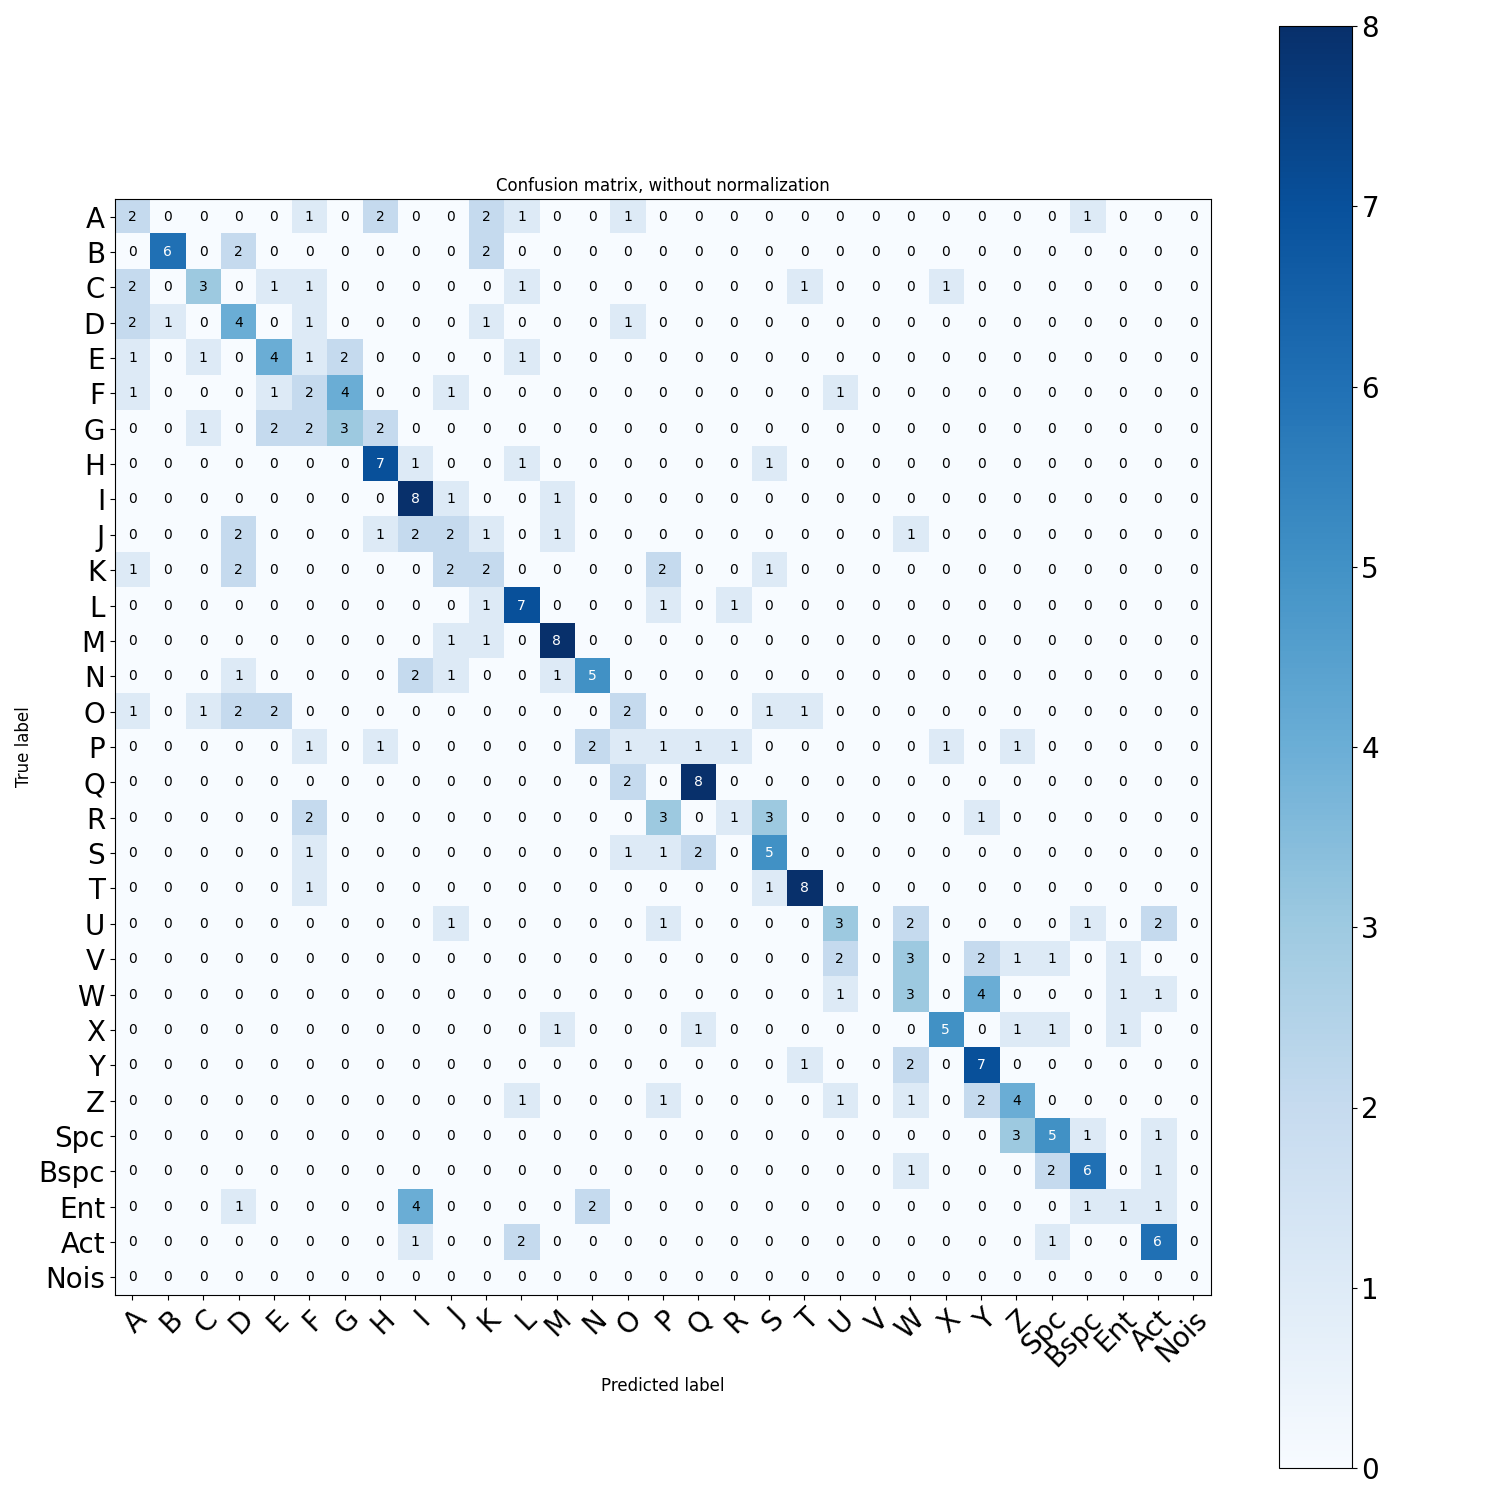 Confusion matrix, without normalization
A 2 0 0 0 0 1 0 2 0 0 2 1 0 0 1 0 0 0 0 0 0 0 0 0 0 0 0 1 0 0 0
B 0 6 0 2 0 0 0 0 0 0 2 0 0 0 0 0 0 0 0 0 0 0 0 0 0 0 0 0 0 0 0
C 2 0 3 0 1 1 0 0 0 0 0 1 0 0 0 0 0 0 0 1 0 0 0 1 0 0 0 0 0 0 0
D 2 1 0 4 0 1 0 0 0 0 1 0 0 0 1 0 0 0 0 0 0 0 0 0 0 0 0 0 0 0 0
E 1 0 1 0 4 1 2 0 0 0 0 1 0 0 0 0 0 0 0 0 0 0 0 0 0 0 0 0 0 0 0
F 1 0 0 0 1 2 4 0 0 1 0 0 0 0 0 0 0 0 0 0 1 0 0 0 0 0 0 0 0 0 0
G 0 0 1 0 2 2 3 2 0 0 0 0 0 0 0 0 0 0 0 0 0 0 0 0 0 0 0 0 0 0 0
H 0 0 0 0 0 0 0 7 1 0 0 1 0 0 0 0 0 0 1 0 0 0 0 0 0 0 0 0 0 0 0
I 0 0 0 0 0 0 0 0 8 1 0 0 1 0 0 0 0 0 0 0 0 0 0 0 0 0 0 0 0 0 0
J 0 0 0 2 0 0 0 1 2 2 1 0 1 0 0 0 0 0 0 0 0 0 1 0 0 0 0 0 0 0 0
K 1 0 0 2 0 0 0 0 0 2 2 0 0 0 0 2 0 0 1 0 0 0 0 0 0 0 0 0 0 0 0
L 0 0 0 0 0 0 0 0 0 0 1 7 0 0 0 1 0 1 0 0 0 0 0 0 0 0 0 0 0 0 0
M 0 0 0 0 0 0 0 0 0 1 1 0 8 0 0 0 0 0 0 0 0 0 0 0 0 0 0 0 0 0 0
N 0 0 0 1 0 0 0 0 2 1 0 0 1 5 0 0 0 0 0 0 0 0 0 0 0 0 0 0 0 0 0
O 1 0 1 2 2 0 0 0 0 0 0 0 0 0 2 0 0 0 1 1 0 0 0 0 0 0 0 0 0 0 0
P 0 0 0 0 0 1 0 1 0 0 0 0 0 2 1 1 1 1 0 0 0 0 0 1 0 1 0 0 0 0 0
Q 0 0 0 0 0 0 0 0 0 0 0 0 0 0 2 0 8 0 0 0 0 0 0 0 0 0 0 0 0 0 0
R 0 0 0 0 0 2 0 0 0 0 0 0 0 0 0 3 0 1 3 0 0 0 0 0 1 0 0 0 0 0 0
S 0 0 0 0 0 1 0 0 0 0 0 0 0 0 1 1 2 0 5 0 0 0 0 0 0 0 0 0 0 0 0
T 0 0 0 0 0 1 0 0 0 0 0 0 0 0 0 0 0 0 1 8 0 0 0 0 0 0 0 0 0 0 0
U 0 0 0 0 0 0 0 0 0 1 0 0 0 0 0 1 0 0 0 0 3 0 2 0 0 0 0 1 0 2 0
V 0 0 0 0 0 0 0 0 0 0 0 0 0 0 0 0 0 0 0 0 2 0 3 0 2 1 1 0 1 0 0
W 0 0 0 0 0 0 0 0 0 0 0 0 0 0 0 0 0 0 0 0 1 0 3 0 4 0 0 0 1 1 0
X 0 0 0 0 0 0 0 0 0 0 0 0 1 0 0 0 1 0 0 0 0 0 0 5 0 1 1 0 1 0 0
Y 0 0 0 0 0 0 0 0 0 0 0 0 0 0 0 0 0 0 0 1 0 0 2 0 7 0 0 0 0 0 0
Z 0 0 0 0 0 0 0 0 0 0 0 1 0 0 0 1 0 0 0 0 1 0 1 0 2 4 0 0 0 0 0
Spc 0 0 0 0 0 0 0 0 0 0 0 0 0 0 0 0 0 0 0 0 0 0 0 0 0 3 5 1 0 1 0
Bspc 0 0 0 0 0 0 0 0 0 0 0 0 0 0 0 0 0 0 0 0 0 0 1 0 0 0 2 6 0 1 0
Ent 0 0 0 1 0 0 0 0 4 0 0 0 0 2 0 0 0 0 0 0 0 0 0 0 0 0 0 1 1 1 0
Act 0 0 0 0 0 0 0 0 1 0 0 2 0 0 0 0 0 0 0 0 0 0 0 0 0 0 1 0 0 6 0
Nois 0 0 0 0 0 0 0 0 0 0 0 0 0 0 0 0 0 0 0 0 0 0 0 0 0 0 0 0 0 0 0
A B C D E F G H I J K L M N O P Q R S T U V W X Y Z Spc Bspc Ent Act Nois
Predicted label
True label
8
7
6
5
4
3
2
1
0